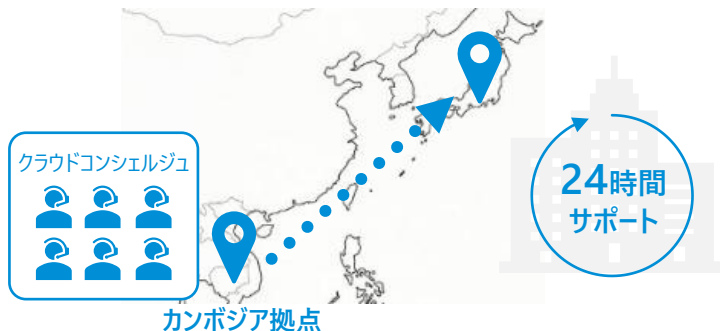 クラウドコンシェルジュ
24時間
サポート
カンボジア拠点